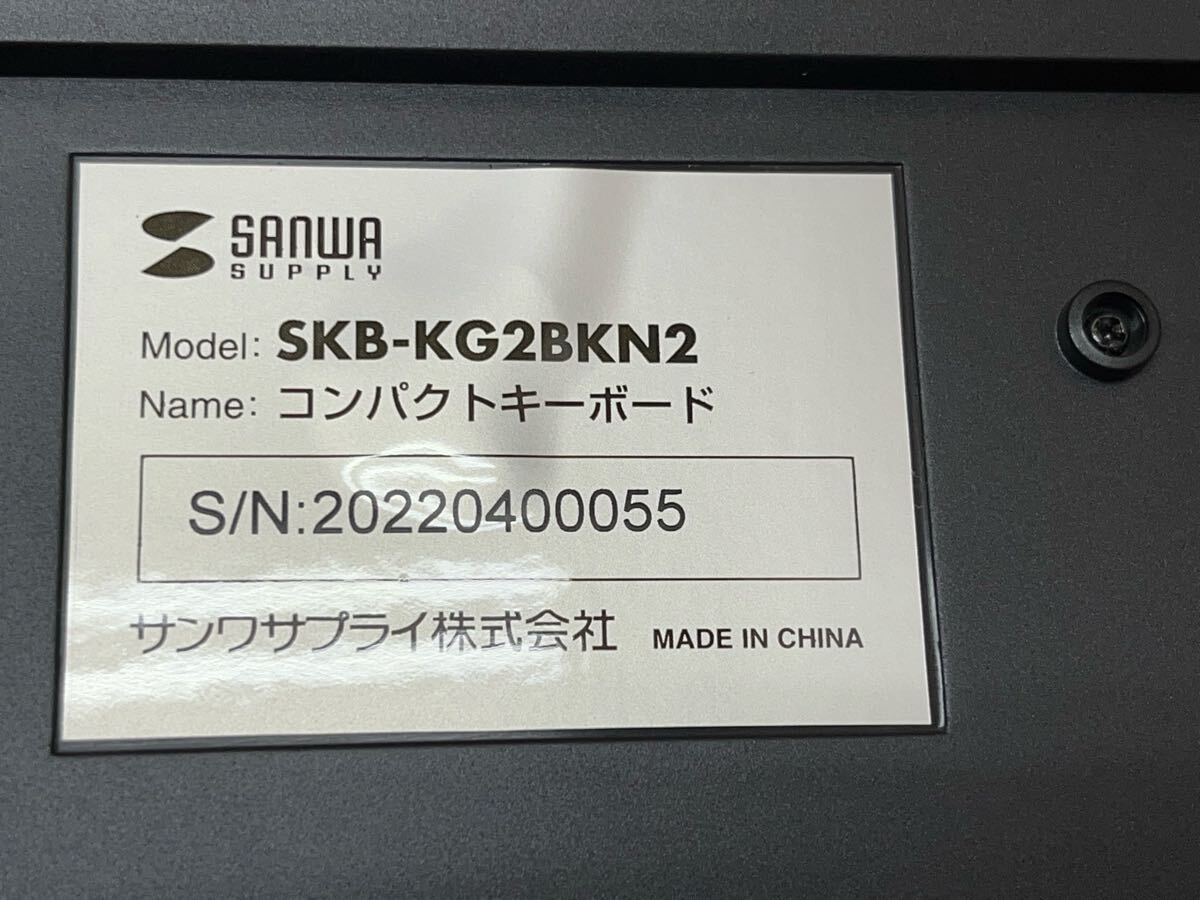 SANWA
SUPPLY
Model: SKB-KG2BKN2
Name: コンパクトキーボード
S/N:20220400055
サンワサプライ株式会社 MADE IN CHINA